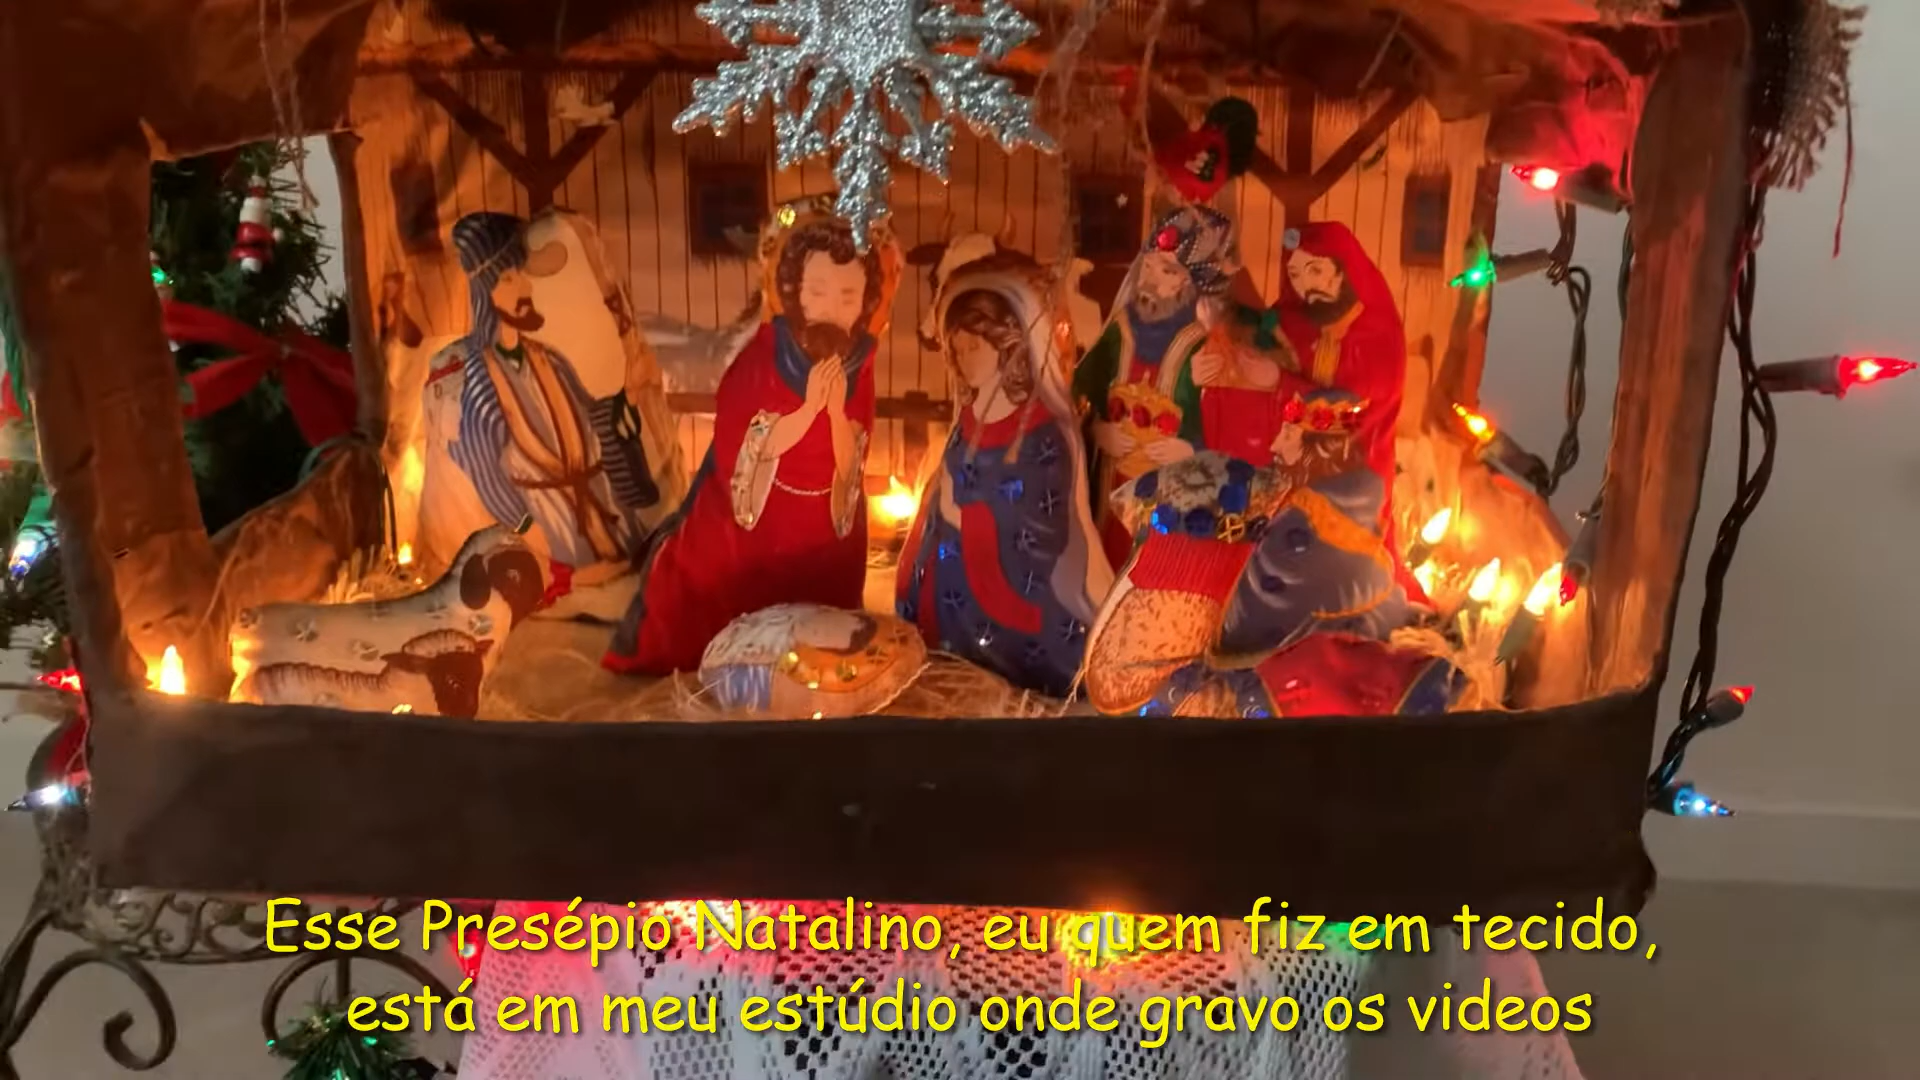 Esse Presépio Natalino, eu quem fiz em tecido,
está em meu estúdio onde gravo os videos